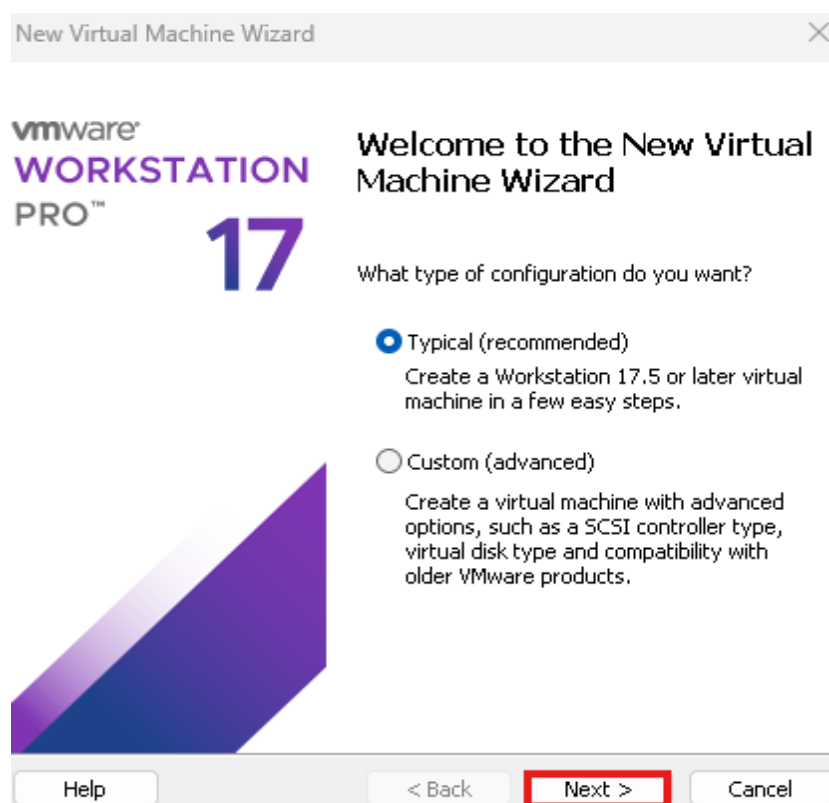 New Virtual Machine Wizard
vmware®
WORKSTATION
PRO™
17
Welcome to the New Virtual
Machine Wizard
What type of configuration do you want?
Typical (recommended)
Create a Workstation 17.5 or later virtual
machine in a few easy steps.
Custom (advanced)
Create a virtual machine with advanced
options, such as a SCSI controller type,
virtual disk type and compatibility with
older VMware products.
Help
< Back
Next >
Cancel